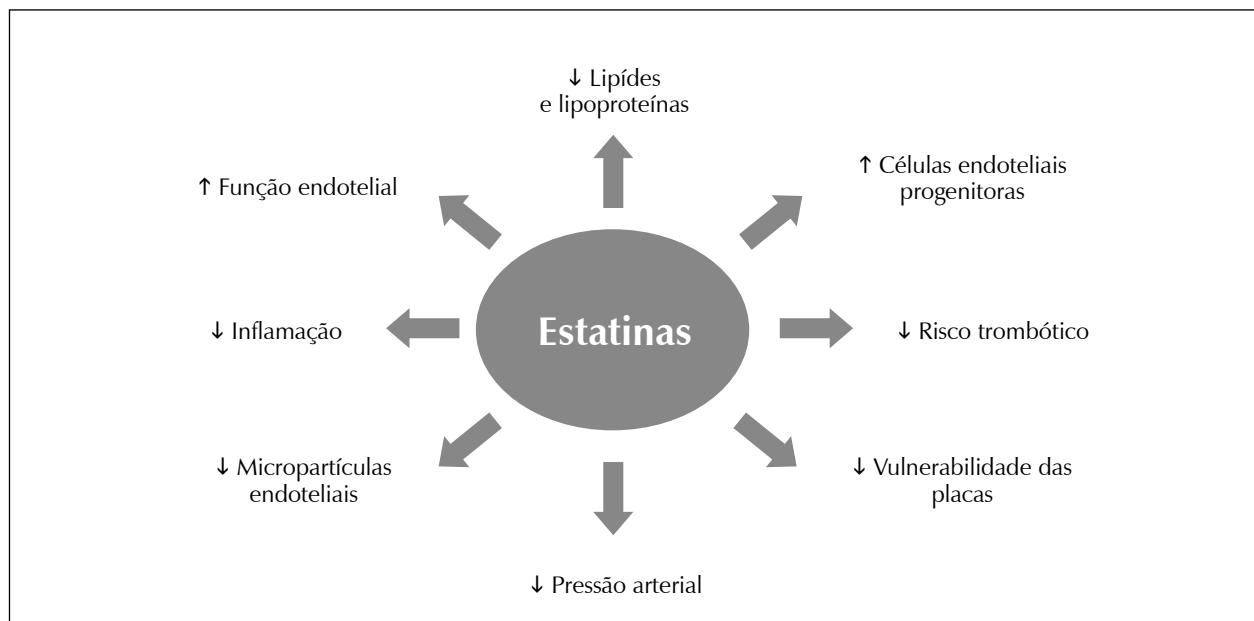 ↓ Lipídes
e lipoproteínas
↑ Células endoteliais
progenitoras
↑ Função endotelial
↓ Inflamação
Estatinas
↓ Risco trombótico
↓ Micropartículas
endoteliais
↓ Vulnerabilidade das
placas
↓ Pressão arterial